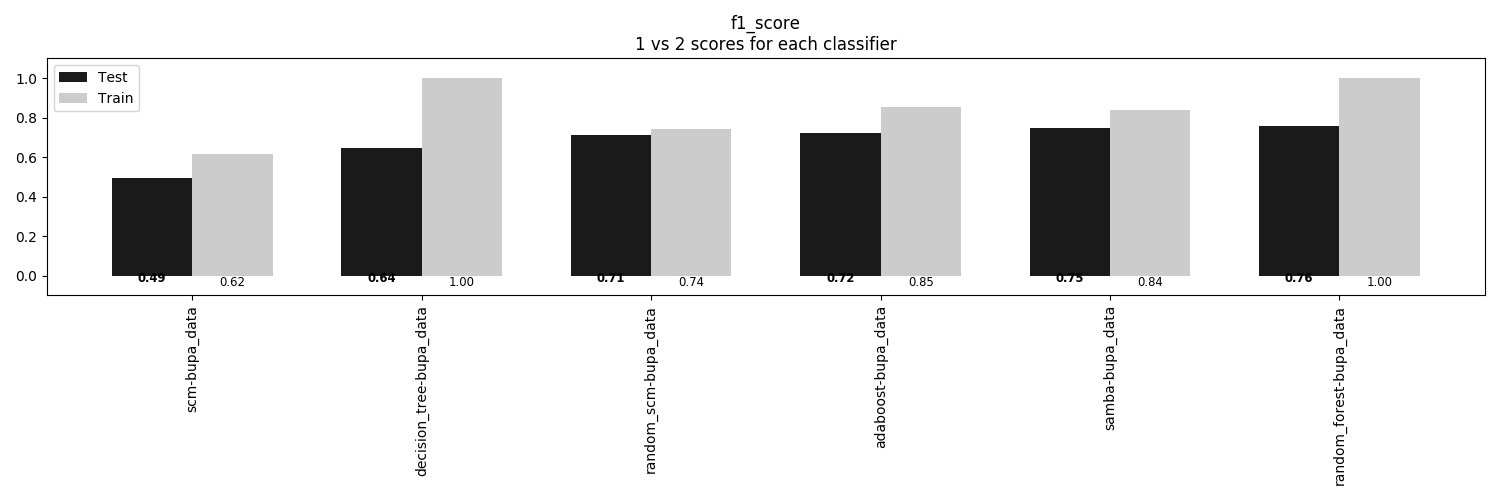 f1_score
1 vs 2 scores for each classifier
Test
Train
1.0
0.8
0.6
0.4
0.2
0.0
0.49 0.62 0.64 1.00 0.71 0.74 0.72 0.85 0.75 0.84 0.76 1.00
scm-bupa_data
decision_tree-bupa_data
random_scm-bupa_data
adaboost-bupa_data
samba-bupa_data
random_forest-bupa_data